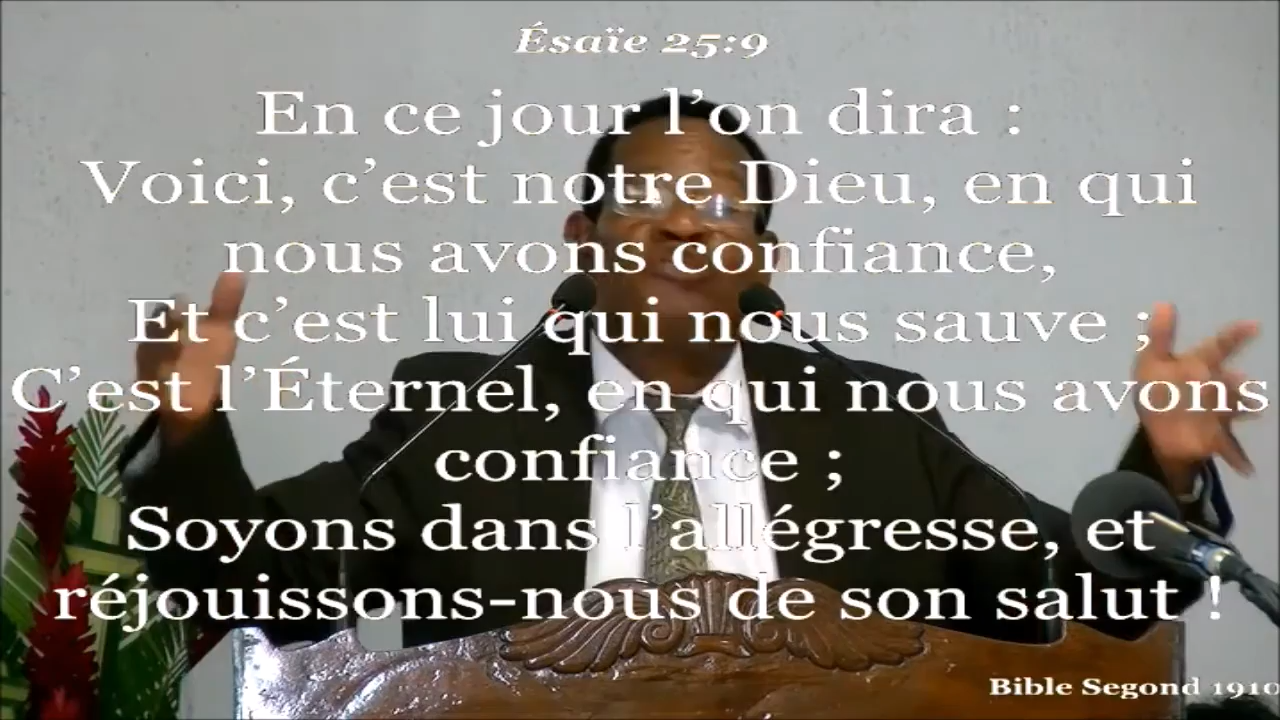 Ésaïe 25:9
En ce jour l’on dira :
Voici, c’est notre Dieu, en qui
nous avons confiance,
Et c’est lui qui nous sauve ;
C’est l’Éternel, en qui nous avons
confiance ;
Soyons dans l’allégresse, et
réjouissons-nous de son salut !
Bible Segond 1910